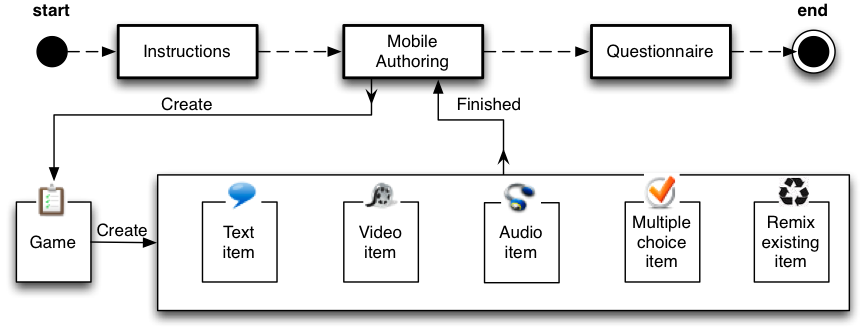 start
end
Instructions
Mobile
Authoring
Questionnaire
Create
Finished
Game
Create
Text
item
Video
item
Audio
item
Multiple
choice
item
Remix
existing
item